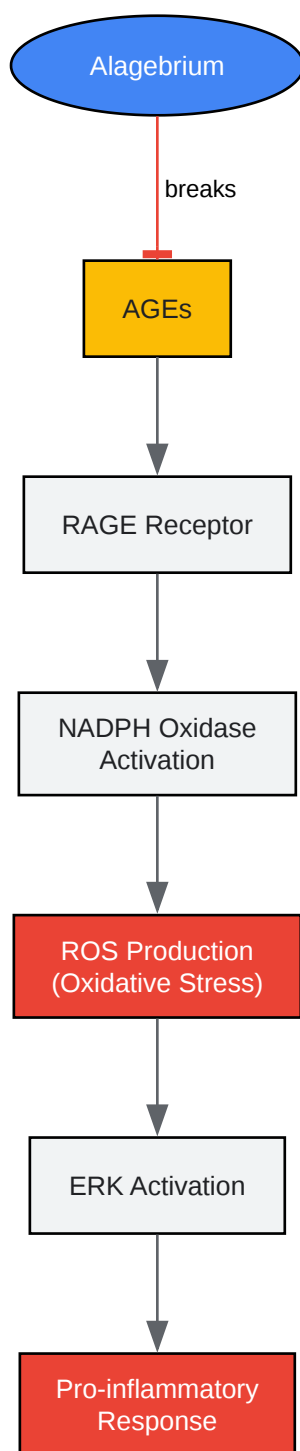 Alagebrium
breaks
AGEs
RAGE Receptor
NADPH Oxidase
Activation
ROS Production
(Oxidative Stress)
ERK Activation
Pro-inflammatory
Response